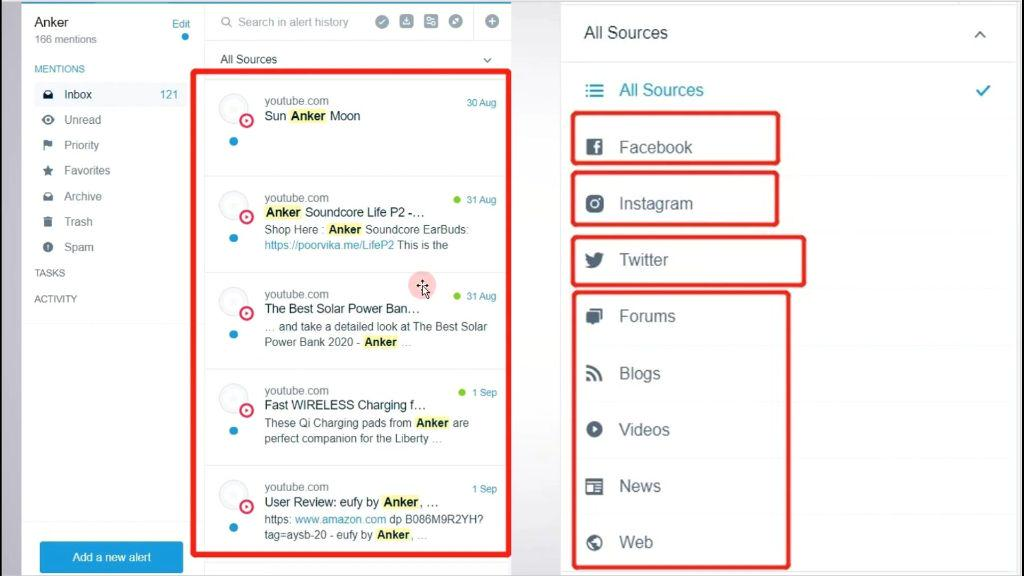 Anker
Edit
166 mentions
MENTIONS
Inbox 121
Unread
Priority
Favorites
Archive
Trash
Spam
TASKS
ACTIVITY
Add a new alert
Search in alert history
All Sources
youtube.com 30 Aug
Sun Anker Moon
youtube.com 31 Aug
Anker Soundcore Life P2 -...
Shop Here : Anker Soundcore EarBuds:
https://poorvika.me/LifeP2 This is the
youtube.com 31 Aug
The Best Solar Power Ban...
... and take a detailed look at The Best Solar
Power Bank 2020 - Anker ...
youtube.com 1 Sep
Fast WIRELESS Charging f...
These Qi Charging pads from Anker are
perfect companion for the Liberty ...
youtube.com 1 Sep
User Review: eufy by Anker, ...
https: www.amazon.com dp B086M9R2YH?
tag=aysb-20 - eufy by Anker, ...
All Sources
All Sources
Facebook
Instagram
Twitter
Forums
Blogs
Videos
News
Web